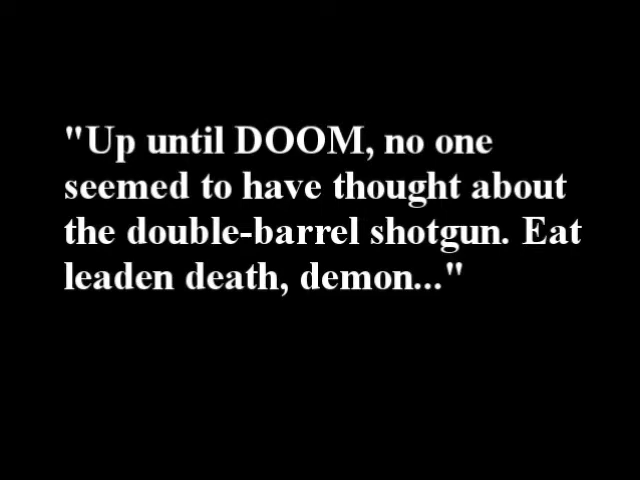 "Up until DOOM, no one
seemed to have thought about
the double-barrel shotgun. Eat
leaden death, demon..."